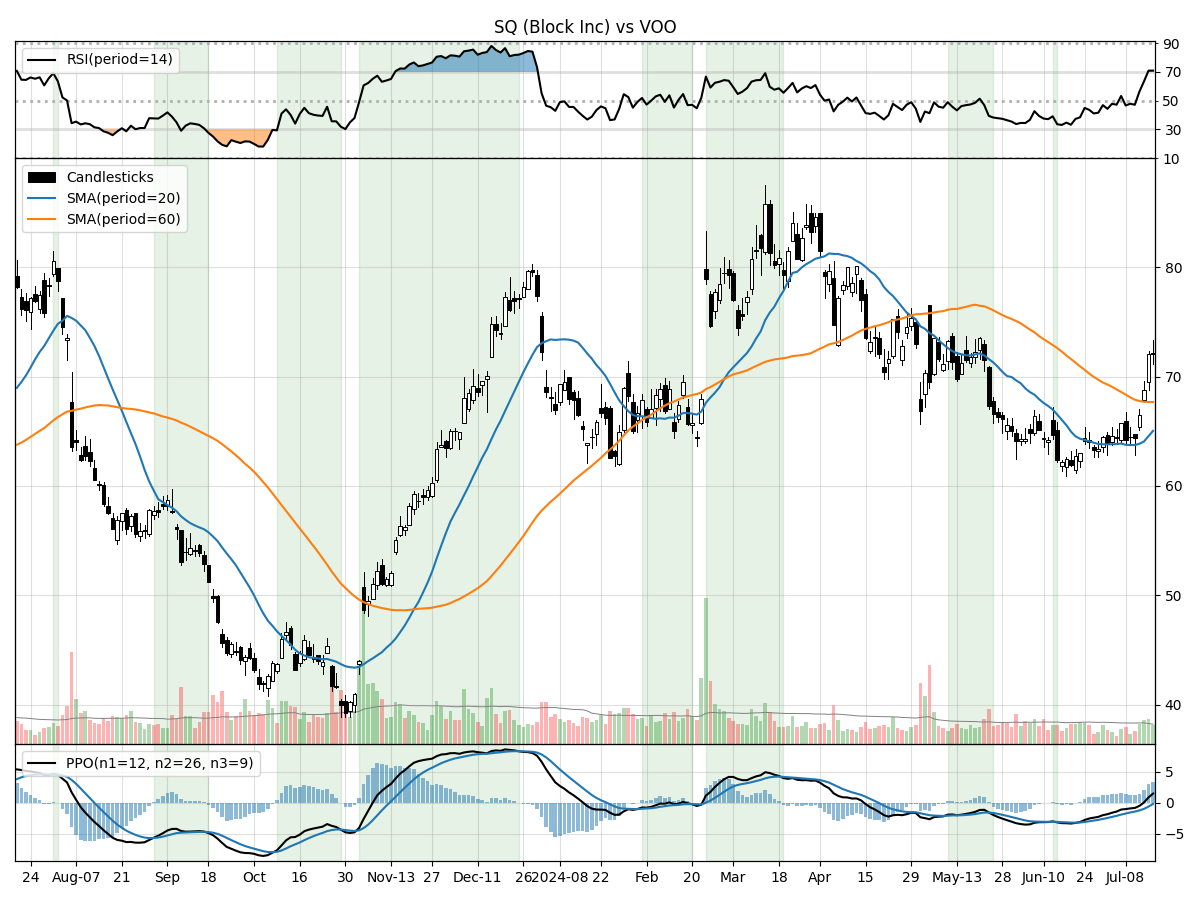 SQ (Block Inc) vs VOO
RSI(period=14)
90
70
50
30
10
Candlesticks
SMA(period=20)
SMA(period=60)
80
70
60
50
40
PPO(n1=12, n2=26, n3=9)
5
0
−5
24 Aug-07 21 Sep 18 Oct 16 30 Nov-13 27 Dec-11 26 2024-08 22 Feb 20 Mar 18 Apr 15 29 May-13 28 Jun-10 24 Jul-08